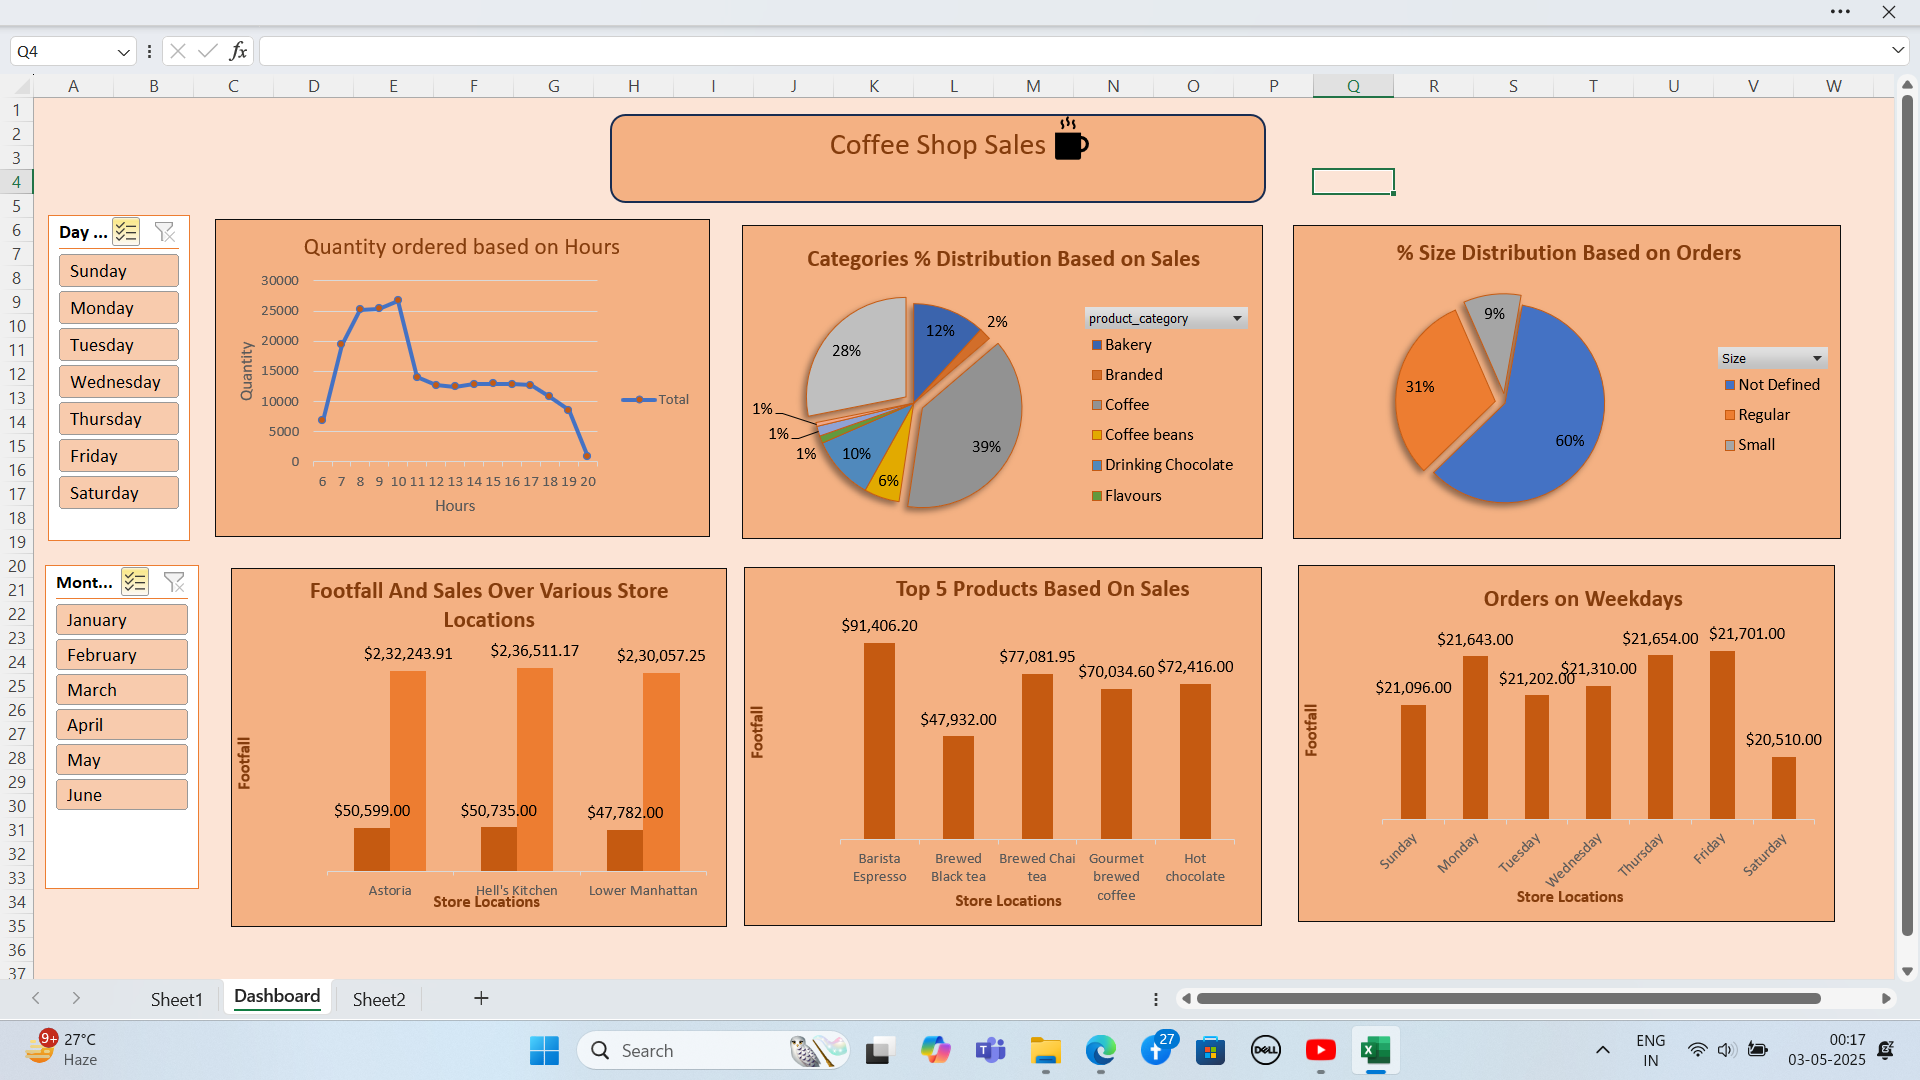 Q4
fx
A B C D E F G H I J K L M N O P Q R S T U V W
1
2
3
4
5
6
7
8
9
10
11
12
13
14
15
16
17
18
19
20
21
22
23
24
25
26
27
28
29
30
31
32
33
34
35
36
37
Coffee Shop Sales
Day ...
Sunday
Monday
Tuesday
Wednesday
Thursday
Friday
Saturday
Quantity ordered based on Hours
30000
25000
20000
15000
10000
5000
0
Quantity
6 7 8 9 10 11 12 13 14 15 16 17 18 19 20
Hours
Total
Categories % Distribution Based on Sales
12%
2%
28%
39%
1%
1%
1%
10%
6%
product_category
Bakery
Branded
Coffee
Coffee beans
Drinking Chocolate
Flavours
% Size Distribution Based on Orders
9%
31%
60%
Size
Not Defined
Regular
Small
Mont...
January
February
March
April
May
June
Footfall And Sales Over Various Store
Locations
$2,32,243.91 $2,36,511.17 $2,30,057.25
$50,599.00 $50,735.00 $47,782.00
Footfall
Astoria Hell's Kitchen Lower Manhattan
Store Locations
Top 5 Products Based On Sales
$91,406.20
$47,932.00
$77,081.95
$70,034.60
$72,416.00
Footfall
Barista Espresso
Brewed Black tea
Brewed Chai tea
Gourmet brewed coffee
Hot chocolate
Store Locations
Orders on Weekdays
$21,096.00
$21,643.00
$21,202.00
$21,310.00
$21,654.00
$21,701.00
$20,510.00
Footfall
Sunday Monday Tuesday Wednesday Thursday Friday Saturday
Store Locations
Sheet1 Dashboard Sheet2
9+
27°C
Haze
Search
27
DELL
ENG
IN
00:17
03-05-2025